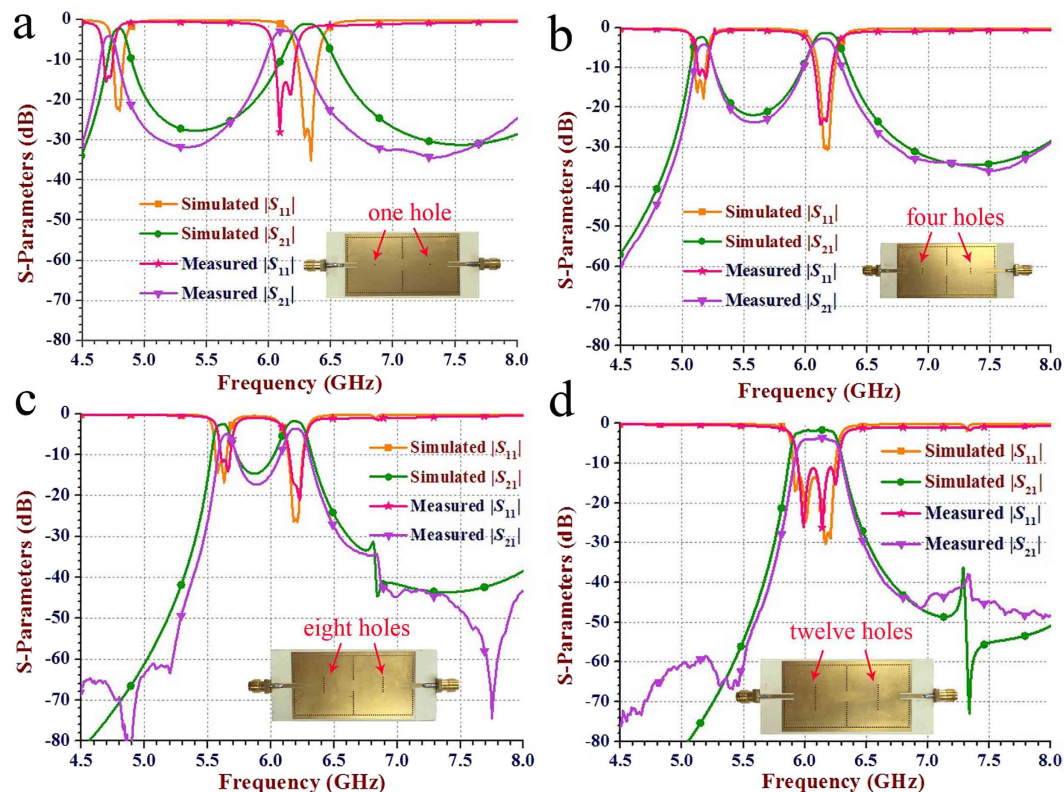 a
0
-10
-20
-30
-40
-50
-60
-70
-80
S-Parameters (dB)
Simulated |S11|
Simulated |S21|
Measured |S11|
Measured |S21|
one hole
4.5 5.0 5.5 6.0 6.5 7.0 7.5 8.0
Frequency (GHz)
b
0
-10
-20
-30
-40
-50
-60
-70
-80
S-Parameters (dB)
Simulated |S11|
Simulated |S21|
Measured |S11|
Measured |S21|
four holes
4.5 5.0 5.5 6.0 6.5 7.0 7.5 8.0
Frequency (GHz)
c
0
-10
-20
-30
-40
-50
-60
-70
-80
S-Parameters (dB)
Simulated |S11|
Simulated |S21|
Measured |S11|
Measured |S21|
eight holes
4.5 5.0 5.5 6.0 6.5 7.0 7.5 8.0
Frequency (GHz)
d
0
-10
-20
-30
-40
-50
-60
-70
-80
S-Parameters (dB)
Simulated |S11|
Simulated |S21|
Measured |S11|
Measured |S21|
twelve holes
4.5 5.0 5.5 6.0 6.5 7.0 7.5 8.0
Frequency (GHz)